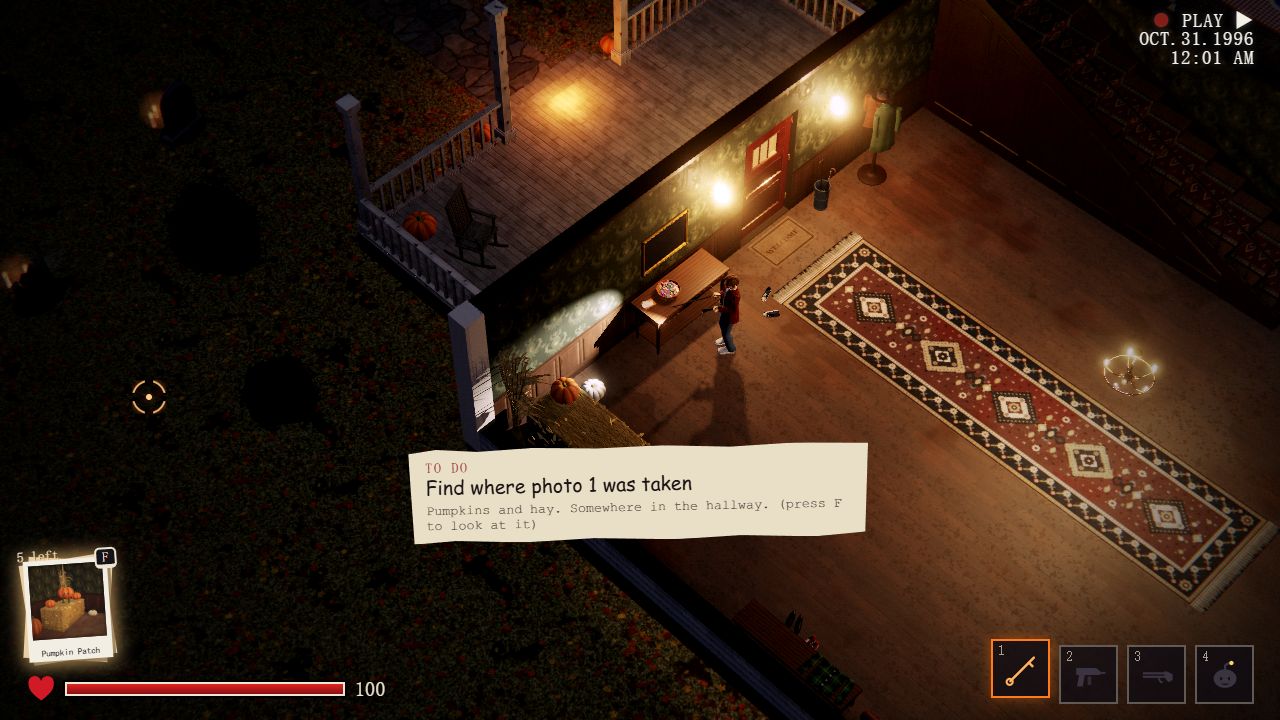 PLAY
OCT.31.1996
12:01 AM
WELCOME
TO DO
Find where photo 1 was taken
Pumpkins and hay. Somewhere in the hallway. (press F
to look at it)
5 left
F
Pumpkin Patch
100
1
2
3
4